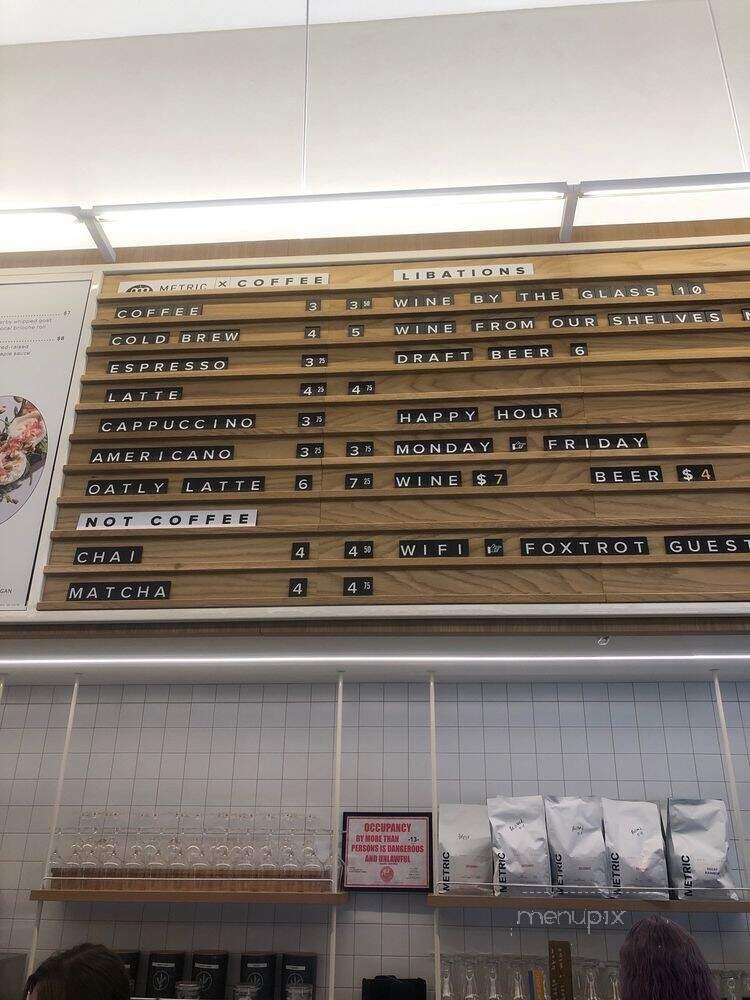 METRIC X COFFEE
COFFEE 3 3 50
COLD BREW 4 5
ESPRESSO 3 75
LATTE 4 25 4 75
CAPPUCCINO 3 75
AMERICANO 3 25 3 75
OATLY LATTE 6 7 25
NOT COFFEE
CHAI 4 4 50
MATCHA 4 4 75
LIBATIONS
WINE BY THE GLASS 10
WINE FROM OUR SHELVES
DRAFT BEER 6
HAPPY HOUR
MONDAY ☞ FRIDAY
WINE $7 BEER $4
WIFI ☞ FOXTROT GUEST
OCCUPANCY
BY MORE THAN -13-
PERSONS IS DANGEROUS
AND UNLAWFUL
METRIC
METRIC
METRIC
METRIC
METRIC
menupix